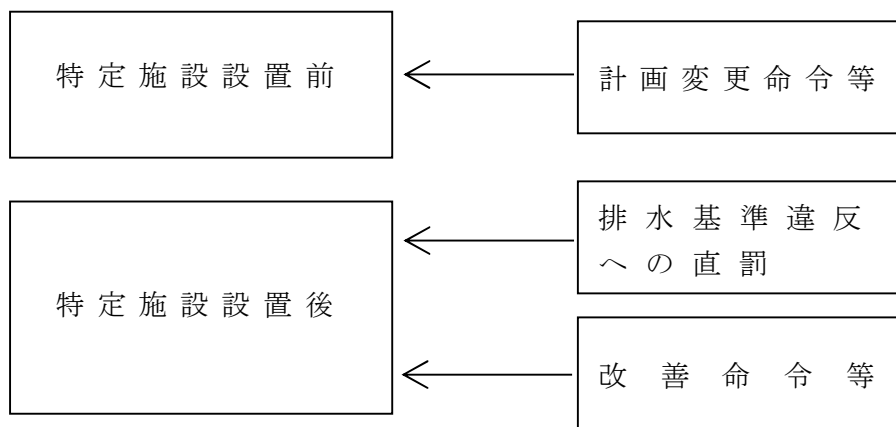 特定施設設置前
計画変更命令等
排水基準違反
への直罰
特定施設設置後
改善命令等